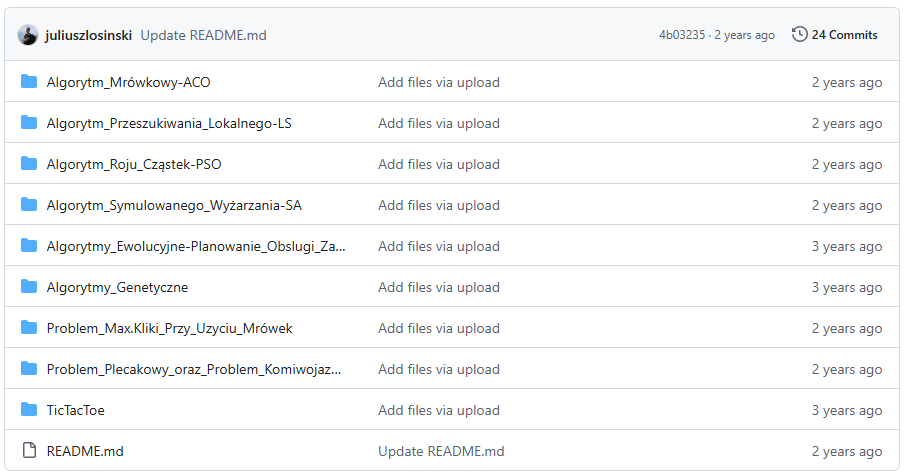 juliuszlosinski Update README.md 4b03235 · 2 years ago 24 Commits
Algorytm_Mrówkowy-ACO Add files via upload 2 years ago
Algorytm_Przeszukiwania_Lokalnego-LS Add files via upload 2 years ago
Algorytm_Roju_Cząstek-PSO Add files via upload 2 years ago
Algorytm_Symulowanego_Wyżarzania-SA Add files via upload 2 years ago
Algorytmy_Ewolucyjne-Planowanie_Obslugi_Za... Add files via upload 3 years ago
Algorytmy_Genetyczne Add files via upload 3 years ago
Problem_Max.Kliki_Przy_Uzyciu_Mrówek Add files via upload 2 years ago
Problem_Plecakowy_oraz_Problem_Komiwojaz... Add files via upload 2 years ago
TicTacToe Add files via upload 3 years ago
README.md Update README.md 2 years ago